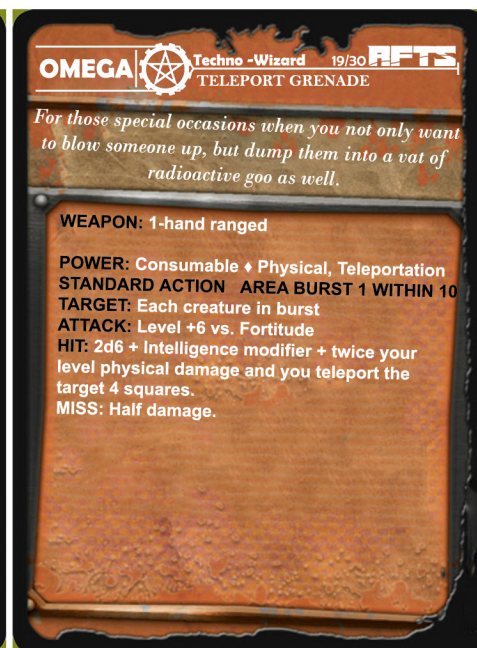 OMEGA Techno -Wizard 19/30 AFTS
TELEPORT GRENADE
For those special occasions when you not only want
to blow someone up, but dump them into a vat of
radioactive goo as well.
WEAPON: 1-hand ranged
POWER: Consumable ♦ Physical, Teleportation
STANDARD ACTION AREA BURST 1 WITHIN 10
TARGET: Each creature in burst
ATTACK: Level +6 vs. Fortitude
HIT: 2d6 + Intelligence modifier + twice your
level physical damage and you teleport the
target 4 squares.
MISS: Half damage.